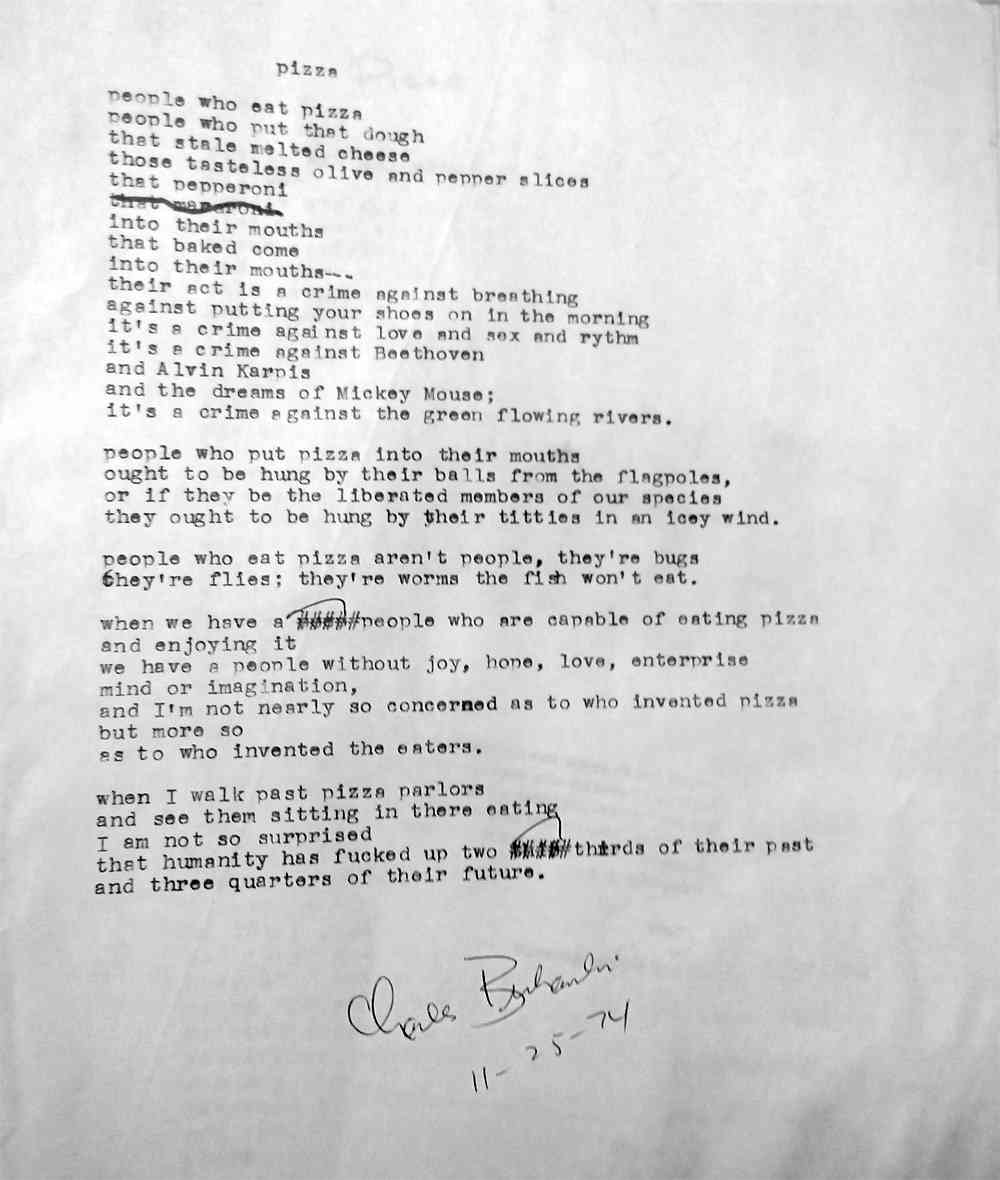 pizza
people who eat pizza
people who put that dough
that stale melted cheese
those tasteless olive and pepper slices
that pepperoni
that maparoni
into their mouths
that baked come
into their mouths--.
their act is a crime against breathing
against putting your shoes on in the morning
it's a crime against love and sex and rythm
it's a crime against Beethoven
and Alvin Karpis
and the dreams of Mickey Mouse;
it's a crime against the green flowing rivers.
people who put pizza into their mouths
ought to be hung by their balls from the flagpoles,
or if they be the liberated members of our species
they ought to be hung by their titties in an icey wind.
people who eat pizza aren't people, they're bugs
they're flies; they're worms the fish won't eat.
when we have a #####people who are capable of eating pizza
and enjoying it
we have a people without joy, hope, love, enterprise
mind or imagination,
and I'm not nearly so concerned as to who invented pizza
but more so
as to who invented the eaters.
when I walk past pizza parlors
and see them sitting in there eating
I am not so surprised
that humanity has fucked up two #####thirds of their past
and three quarters of their future.
Charles Bukowski
11-25-74